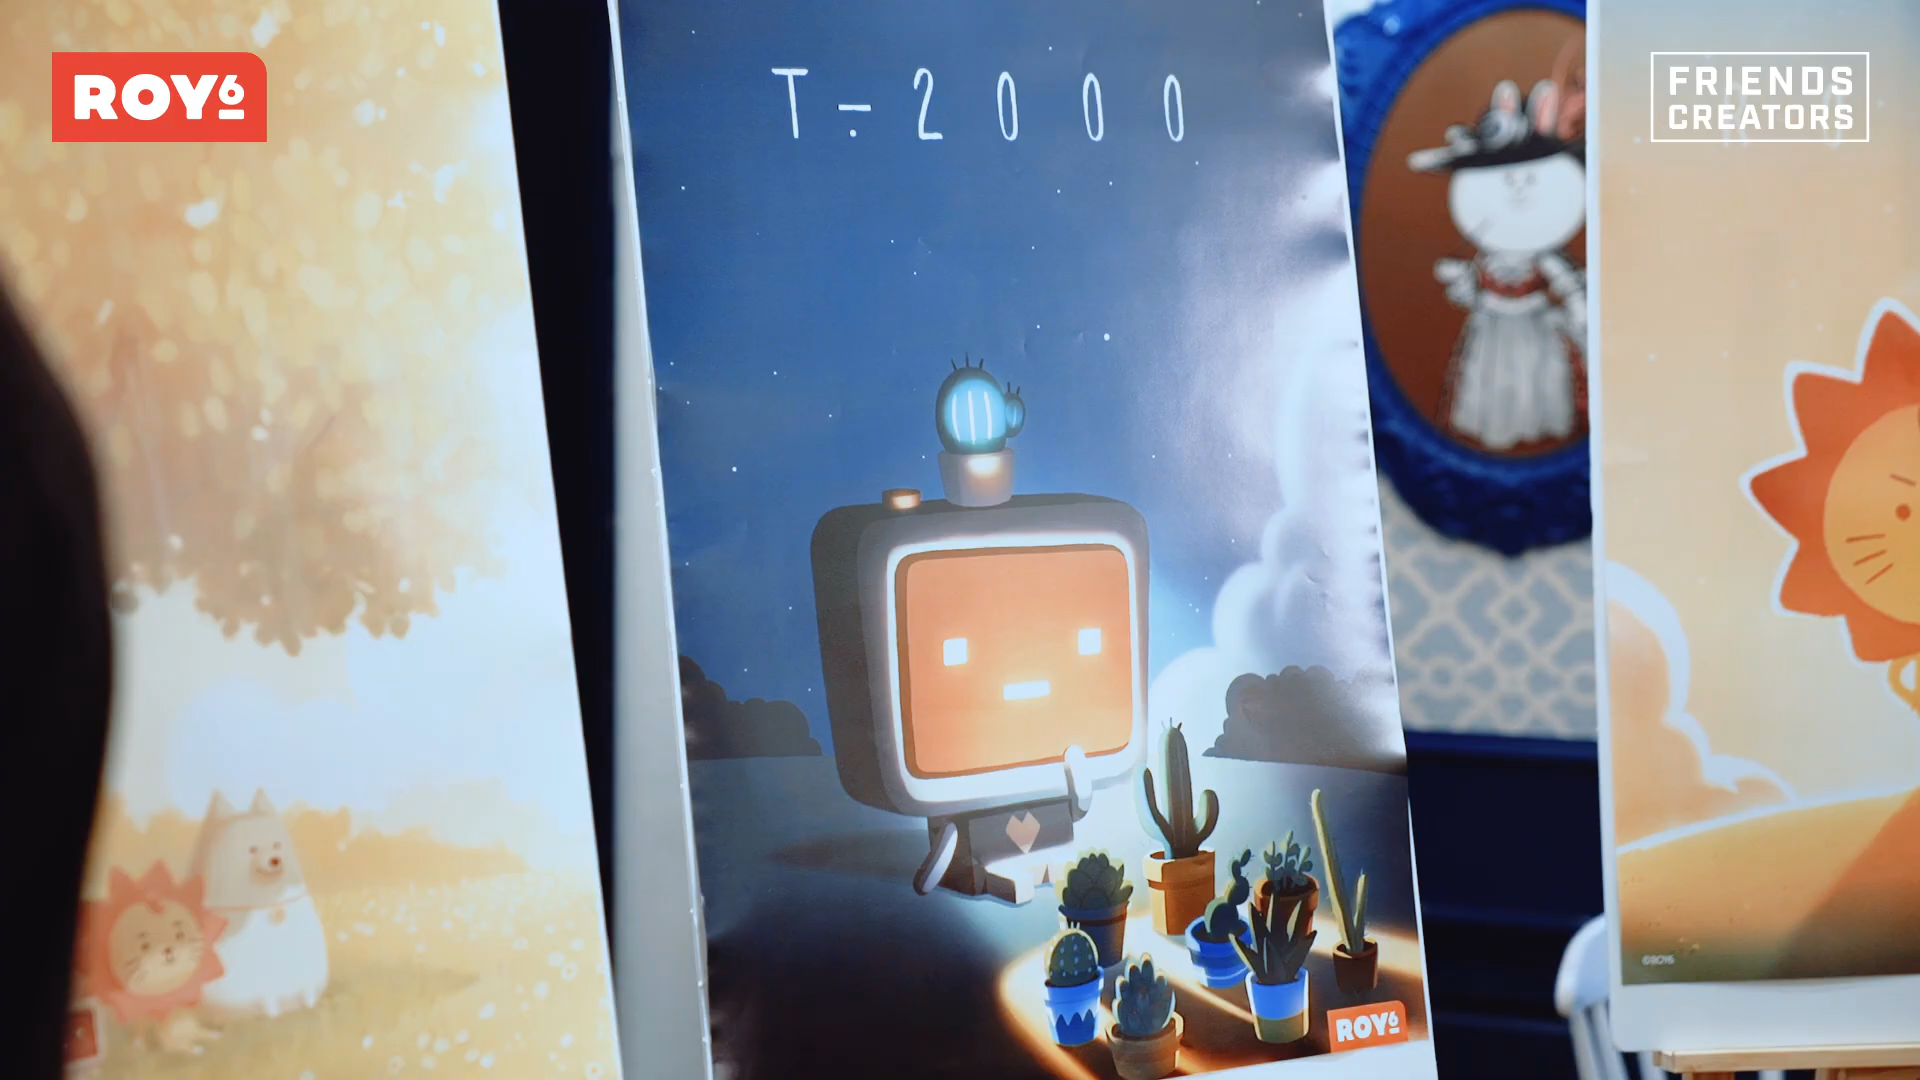 ROY6
FRIENDS
CREATORS
T÷2000
ROY6